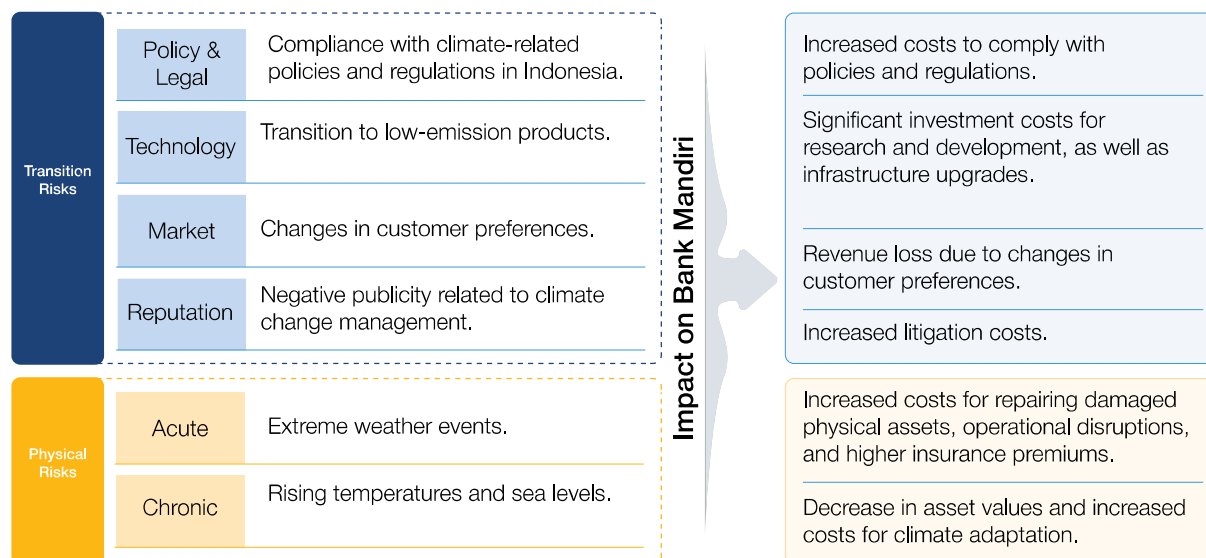 Transition
Risks
Policy &
Legal
Compliance with climate-related
policies and regulations in Indonesia.
Technology
Transition to low-emission products.
Market
Changes in customer preferences.
Reputation
Negative publicity related to climate
change management.
Physical
Risks
Acute
Extreme weather events.
Chronic
Rising temperatures and sea levels.
Impact on Bank Mandiri
Increased costs to comply with
policies and regulations.
Significant investment costs for
research and development, as well as
infrastructure upgrades.
Revenue loss due to changes in
customer preferences.
Increased litigation costs.
Increased costs for repairing damaged
physical assets, operational disruptions,
and higher insurance premiums.
Decrease in asset values and increased
costs for climate adaptation.